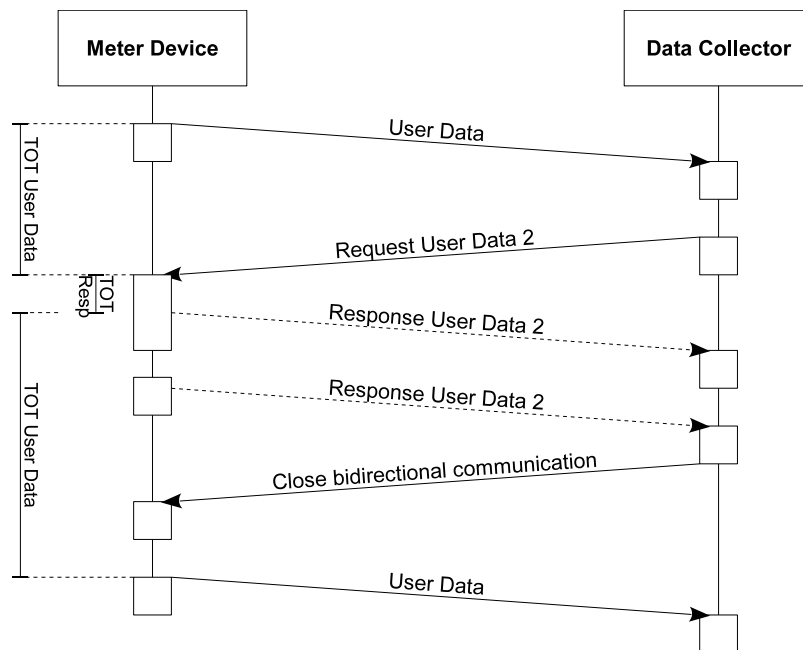 Meter Device
Data Collector
User Data
TOT User Data
Request User Data 2
TOT
Resp
Response User Data 2
Response User Data 2
TOT User Data
Close bidirectional communication
User Data